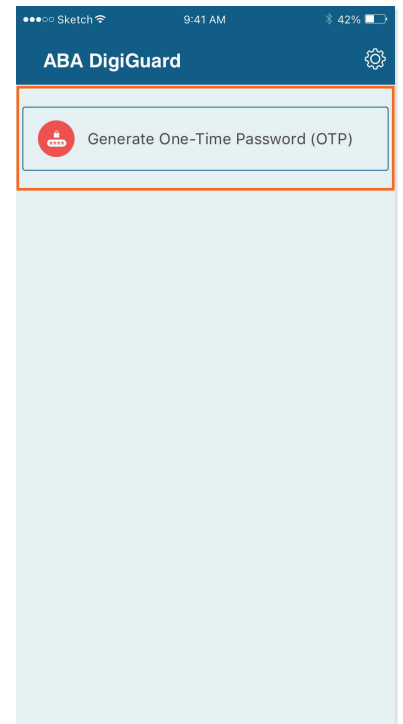 Sketch 9:41 AM 42%
ABA DigiGuard
**** Generate One-Time Password (OTP)